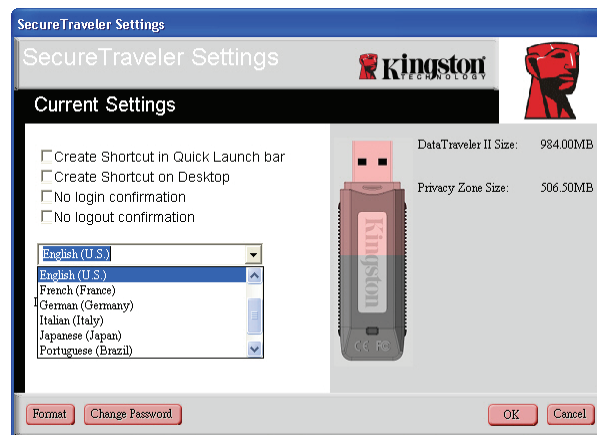 SecureTraveler Settings
SecureTraveler Settings
Kingston
TECHNOLOGY
Current Settings
Create Shortcut in Quick Launch bar
Create Shortcut on Desktop
No login confirmation
No logout confirmation
English (U.S.)
English (U.S.)
French (France)
German (Germany)
Italian (Italy)
Japanese (Japan)
Portuguese (Brazil)
DataTraveler II Size: 984.00MB
Privacy Zone Size: 506.50MB
Kingston
CE FC
Format
Change Password
OK
Cancel